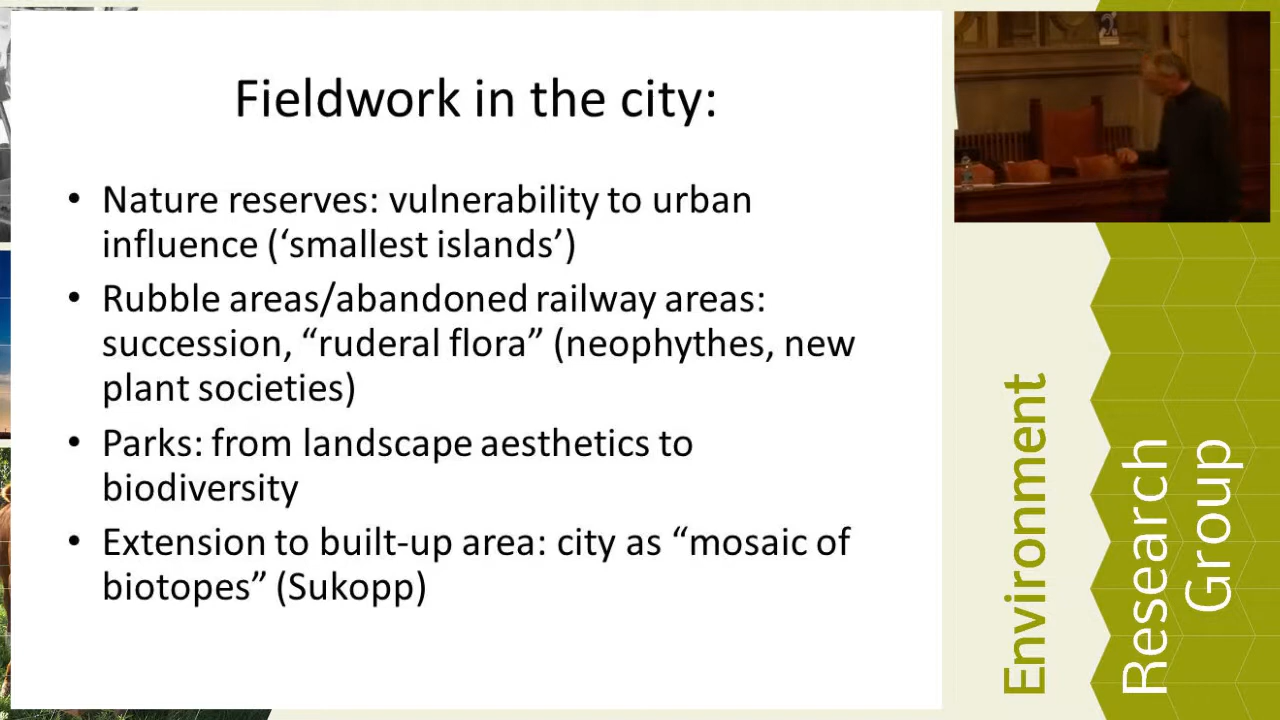 Fieldwork in the city:
• Nature reserves: vulnerability to urban
influence (‘smallest islands’)
• Rubble areas/abandoned railway areas:
succession, “ruderal flora” (neophythes, new
plant societies)
• Parks: from landscape aesthetics to
biodiversity
• Extension to built-up area: city as “mosaic of
biotopes” (Sukopp)
Environment
Research
Group